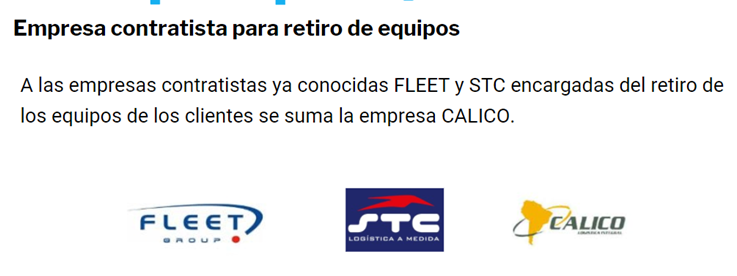 Empresa contratista para retiro de equipos
A las empresas contratistas ya conocidas FLEET y STC encargadas del retiro de
los equipos de los clientes se suma la empresa CALICO.
FLEET
GROUP
STC
LOGÍSTICA A MEDIDA
CALICO